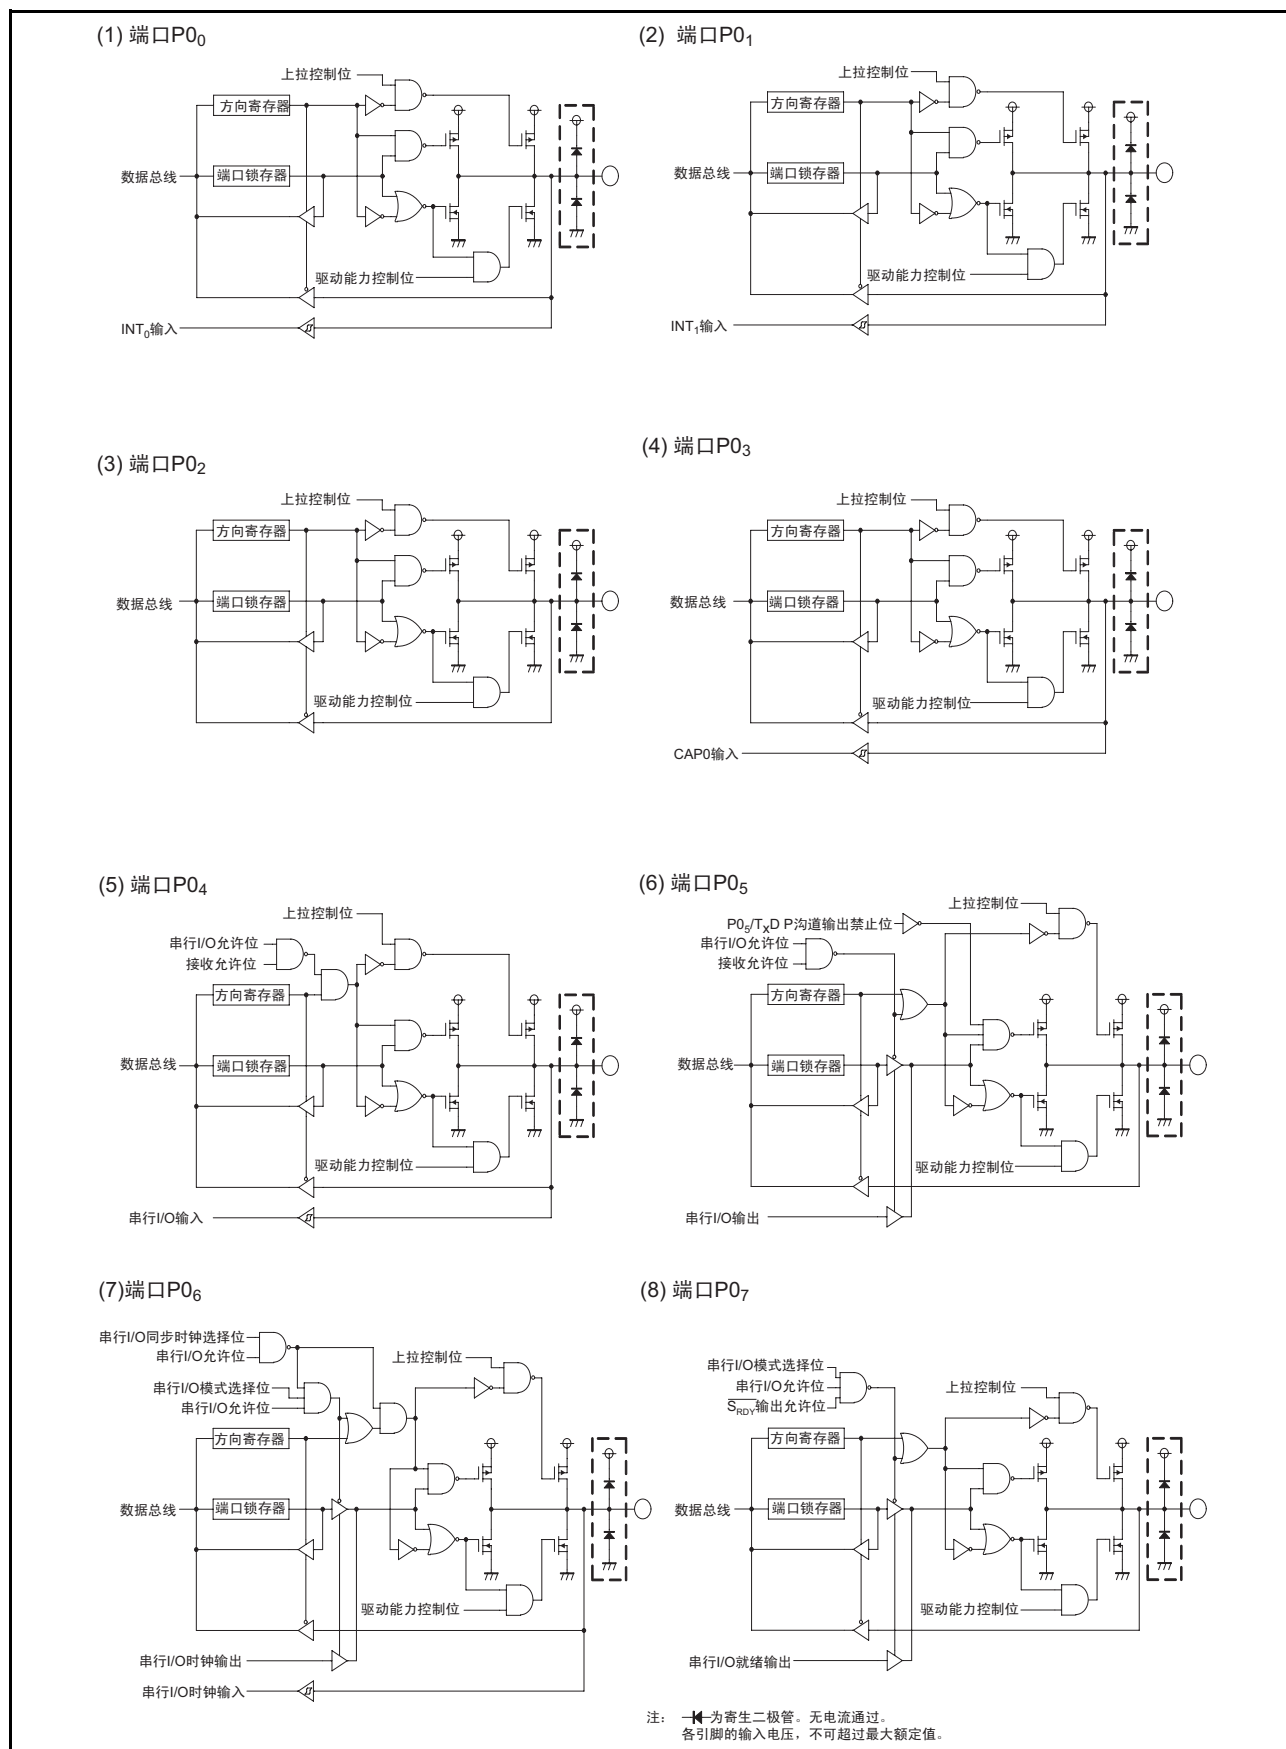 (1) 端口P0₀
上拉控制位
方向寄存器
数据总线
端口锁存器
驱动能力控制位
INT₀输入
(2) 端口P0₁
上拉控制位
方向寄存器
数据总线
端口锁存器
驱动能力控制位
INT₁输入
(3) 端口P0₂
上拉控制位
方向寄存器
数据总线
端口锁存器
驱动能力控制位
(4) 端口P0₃
上拉控制位
方向寄存器
数据总线
端口锁存器
驱动能力控制位
CAP0输入
(5) 端口P0₄
上拉控制位
串行I/O允许位
接收允许位
方向寄存器
数据总线
端口锁存器
驱动能力控制位
串行I/O输入
(6) 端口P0₅
上拉控制位
P0₅/TₓD P沟道输出禁止位
串行I/O允许位
接收允许位
方向寄存器
数据总线
端口锁存器
驱动能力控制位
串行I/O输出
(7)端口P0₆
串行I/O同步时钟选择位
串行I/O允许位
上拉控制位
串行I/O模式选择位
串行I/O允许位
方向寄存器
数据总线
端口锁存器
驱动能力控制位
串行I/O时钟输出
串行I/O时钟输入
(8) 端口P0₇
串行I/O模式选择位
串行I/O允许位
上拉控制位
S̅R̅D̅Y̅输出允许位
方向寄存器
数据总线
端口锁存器
驱动能力控制位
串行I/O就绪输出
注： 为寄生二极管。无电流通过。
各引脚的输入电压，不可超过最大额定值。